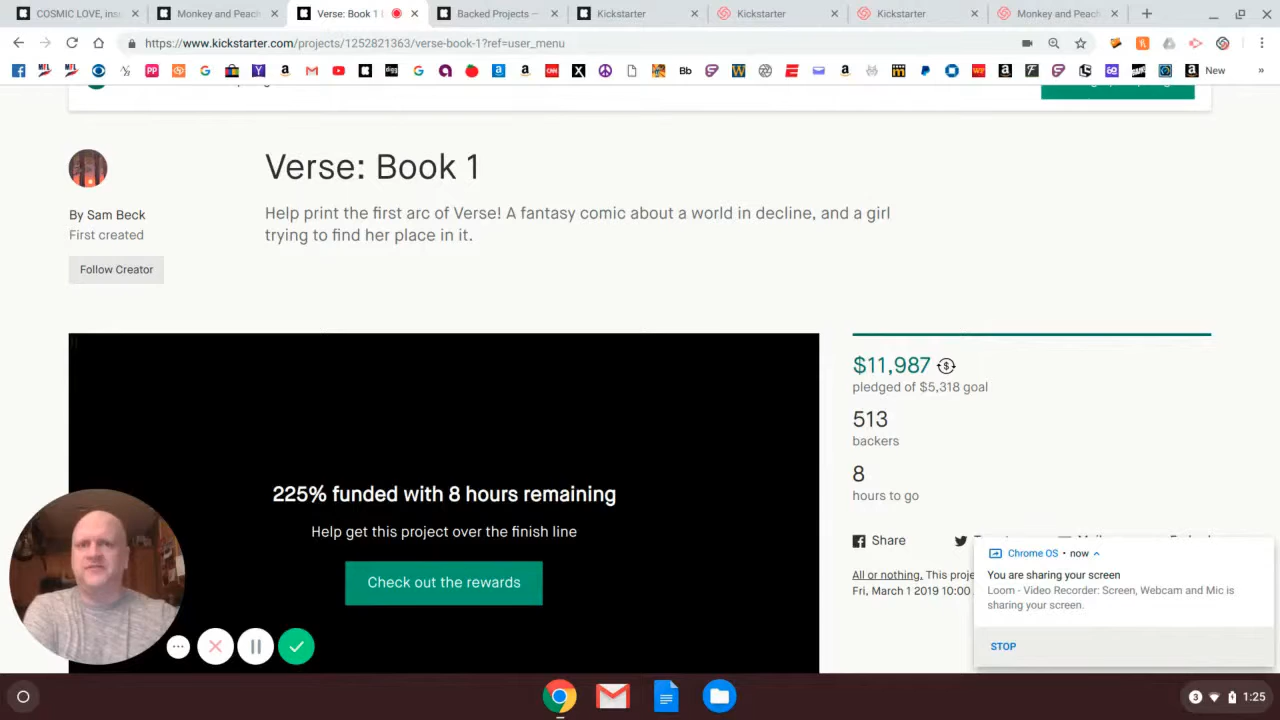 COSMIC LOVE, ins
Monkey and Peach
Verse: Book 1
Backed Projects —
Kickstarter
Kickstarter
Kickstarter
Monkey and Peach
https://www.kickstarter.com/projects/1252821363/verse-book-1?ref=user_menu
New
Verse: Book 1
By Sam Beck
First created
Follow Creator
Help print the first arc of Verse! A fantasy comic about a world in decline, and a girl
trying to find her place in it.
$11,987
pledged of $5,318 goal
513
backers
8
hours to go
225% funded with 8 hours remaining
Help get this project over the finish line
Check out the rewards
Share
All or nothing. This proje
Fri, March 1 2019 10:00
Chrome OS • now
You are sharing your screen
Loom - Video Recorder: Screen, Webcam and Mic is
sharing your screen.
STOP
3
1:25